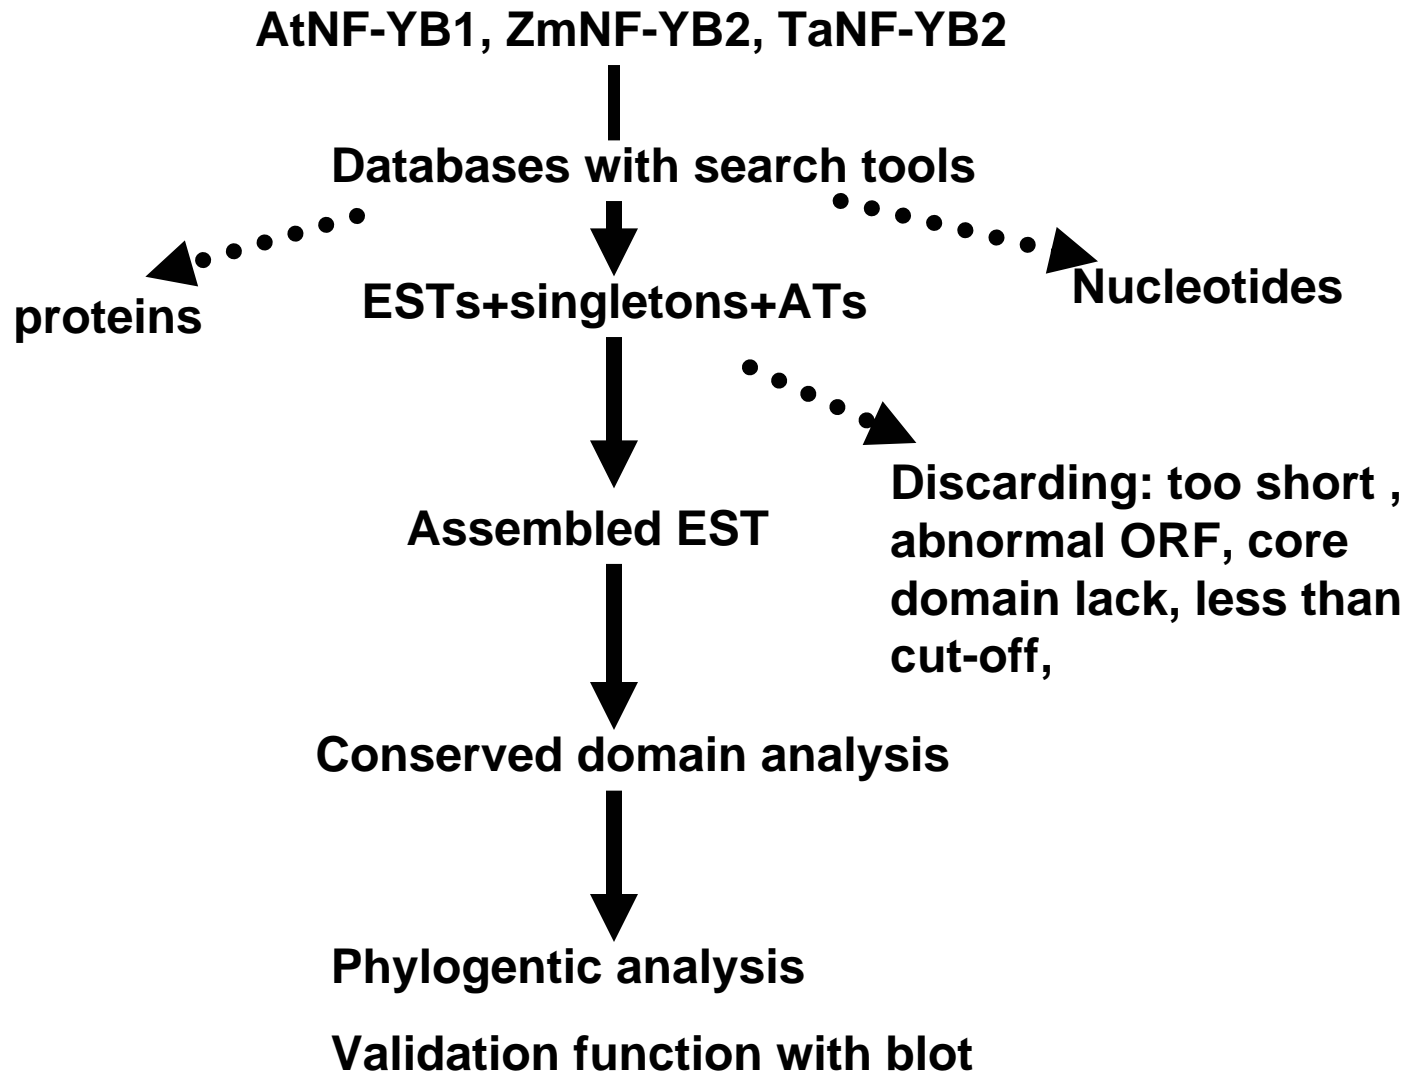 AtNF-YB1, ZmNF-YB2, TaNF-YB2
Databases with search tools
proteins
ESTs+singletons+ATs
Nucleotides
Assembled EST
Discarding: too short ,
abnormal ORF, core
domain lack, less than
cut-off,
Conserved domain analysis
Phylogentic analysis
Validation function with blot